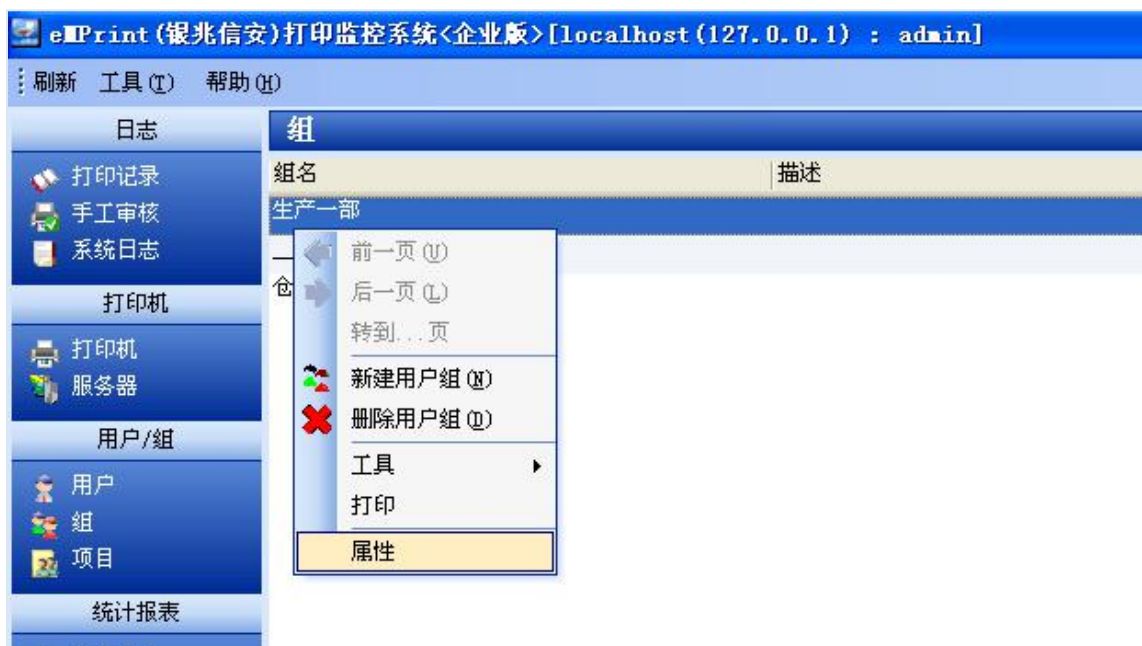 eMPrint(银兆信安)打印监控系统<企业版>[localhost(127.0.0.1) : admin]
刷新 工具(T) 帮助(H)
日志
打印记录
手工审核
系统日志
打印机
打印机
服务器
用户/组
用户
组
项目
统计报表
组
组名 描述
生产一部
仓
前一页(U)
后一页(L)
转到...页
新建用户组(N)
删除用户组(D)
工具
打印
属性